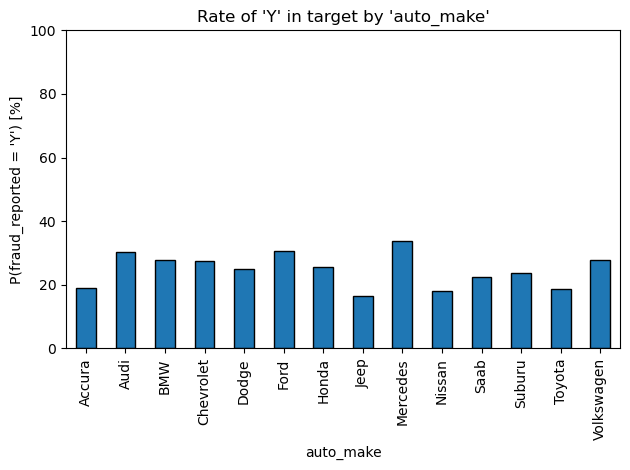 Rate of 'Y' in target by 'auto_make'
P(fraud_reported = 'Y') [%]
100
80
60
40
20
0
Accura
Audi
BMW
Chevrolet
Dodge
Ford
Honda
Jeep
Mercedes
Nissan
Saab
Suburu
Toyota
Volkswagen
auto_make